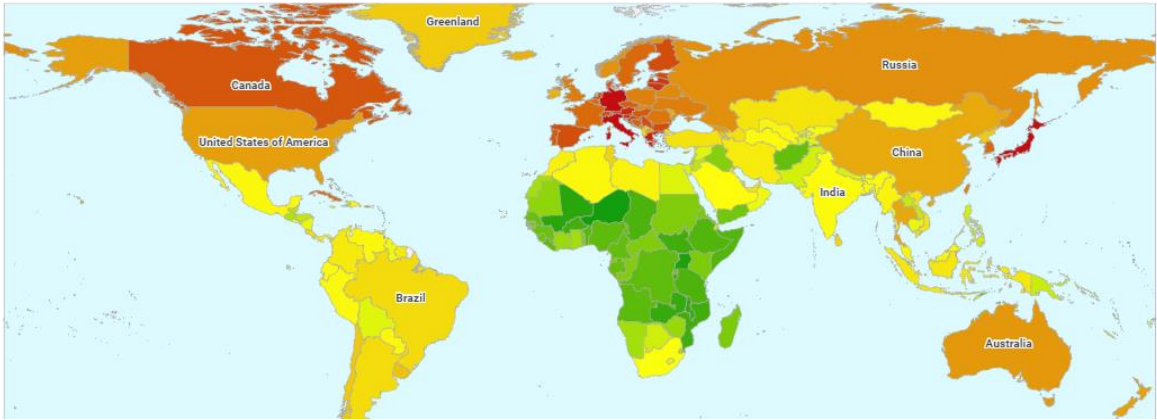 Greenland
Canada
Russia
United States of America
China
India
Brazil
Australia